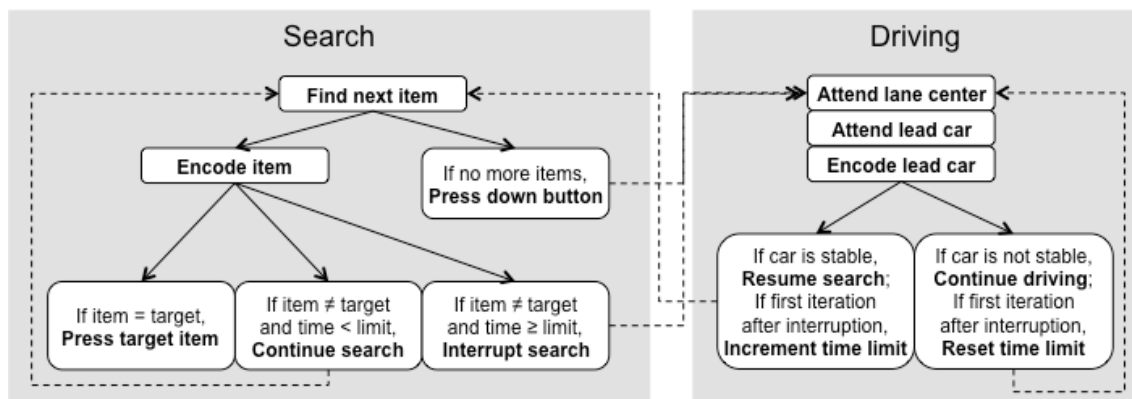 Search
Find next item
Encode item
If no more items,
Press down button
If item = target,
Press target item
If item ≠ target
and time < limit,
Continue search
If item ≠ target
and time ≥ limit,
Interrupt search
Driving
Attend lane center
Attend lead car
Encode lead car
If car is stable,
Resume search;
If first iteration
after interruption,
Increment time limit
If car is not stable,
Continue driving;
If first iteration
after interruption,
Reset time limit